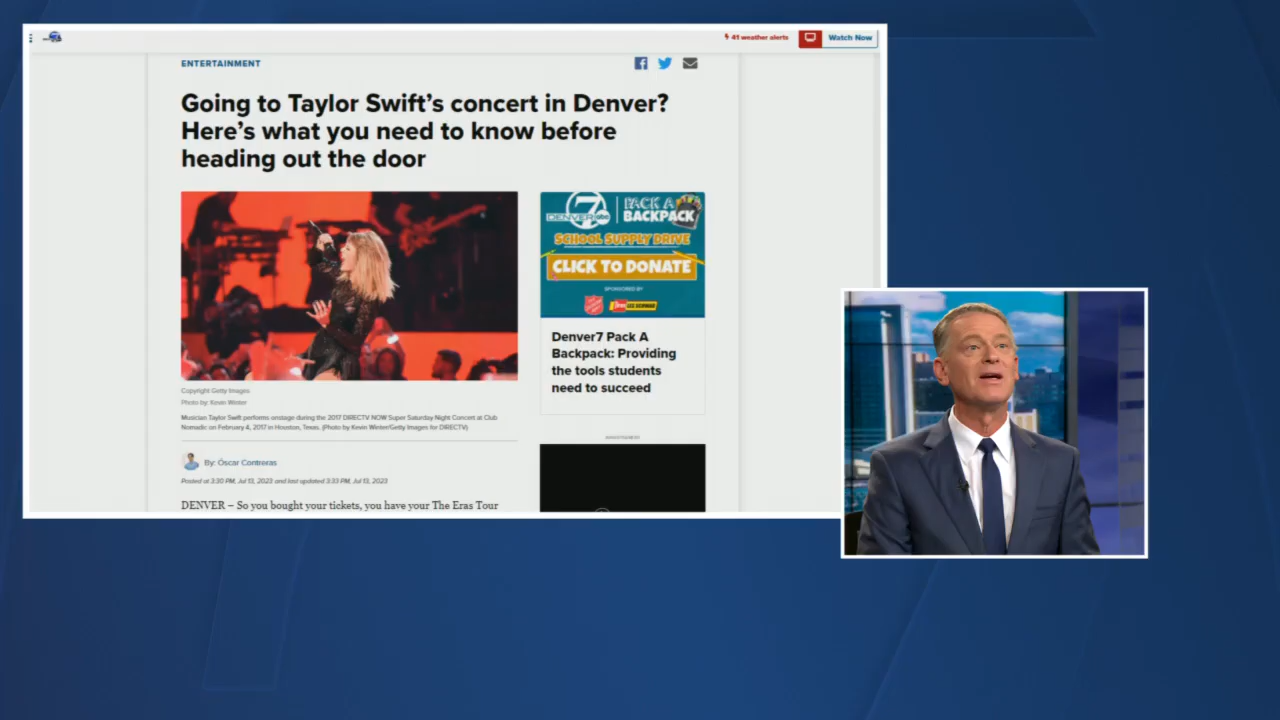 41 weather alerts
Watch Now
ENTERTAINMENT
Going to Taylor Swift's concert in Denver?
Here's what you need to know before
heading out the door
DENVER 7 abc
PACK A
BACKPACK
SCHOOL SUPPLY DRIVE
CLICK TO DONATE
SPONSORED BY
LES SCHWAB
Denver7 Pack A
Backpack: Providing
the tools students
need to succeed
Copyright Getty Images
Photo by: Kevin Winter
Musician Taylor Swift performs onstage during the 2017 DIRECTV NOW Super Saturday Night Concert at Club
Nomadic on February 4, 2017 in Houston, Texas. (Photo by Kevin Winter/Getty Images for DIRECTV)
ADVERTISEMENT
By: Óscar Contreras
Posted at 3:30 PM, Jul 13, 2023 and last updated 3:33 PM, Jul 13, 2023
DENVER – So you bought your tickets, you have your The Eras Tour